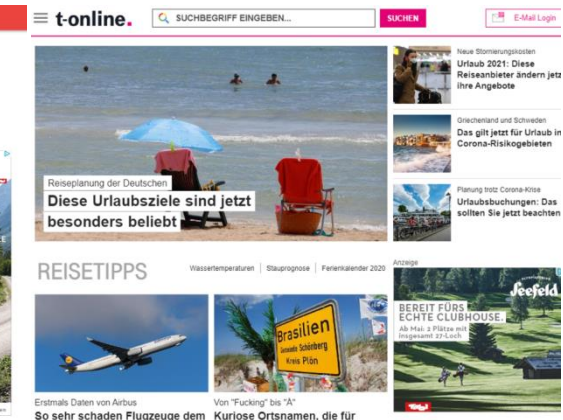 t-online.
SUCHBEGRIFF EINGEBEN...
SUCHEN
E-Mail Login
Reiseplanung der Deutschen
Diese Urlaubsziele sind jetzt
besonders beliebt
Neue Stornierungskosten
Urlaub 2021: Diese
Reiseanbieter ändern jetz
ihre Angebote
Griechenland und Schweden
Das gilt jetzt für Urlaub in
Corona-Risikogebieten
Planung trotz Corona-Krise
Urlaubsbuchungen: Das
sollten Sie jetzt beachten
REISETIPPS
Wassertemperaturen | Stauprognose | Ferienkalender 2020
Anzeige
Seefeld
BEREIT FÜRS
ECHTE CLUBHOUSE.
Ab Mai: 2 Plätze mit
insgesamt 27-Loch
Brasilien
Gemeinde Schönberg
Kreis Plön
Erstmals Daten von Airbus
So sehr schaden Flugzeuge dem
Von "Fucking" bis "Å"
Kuriose Ortsnamen, die für